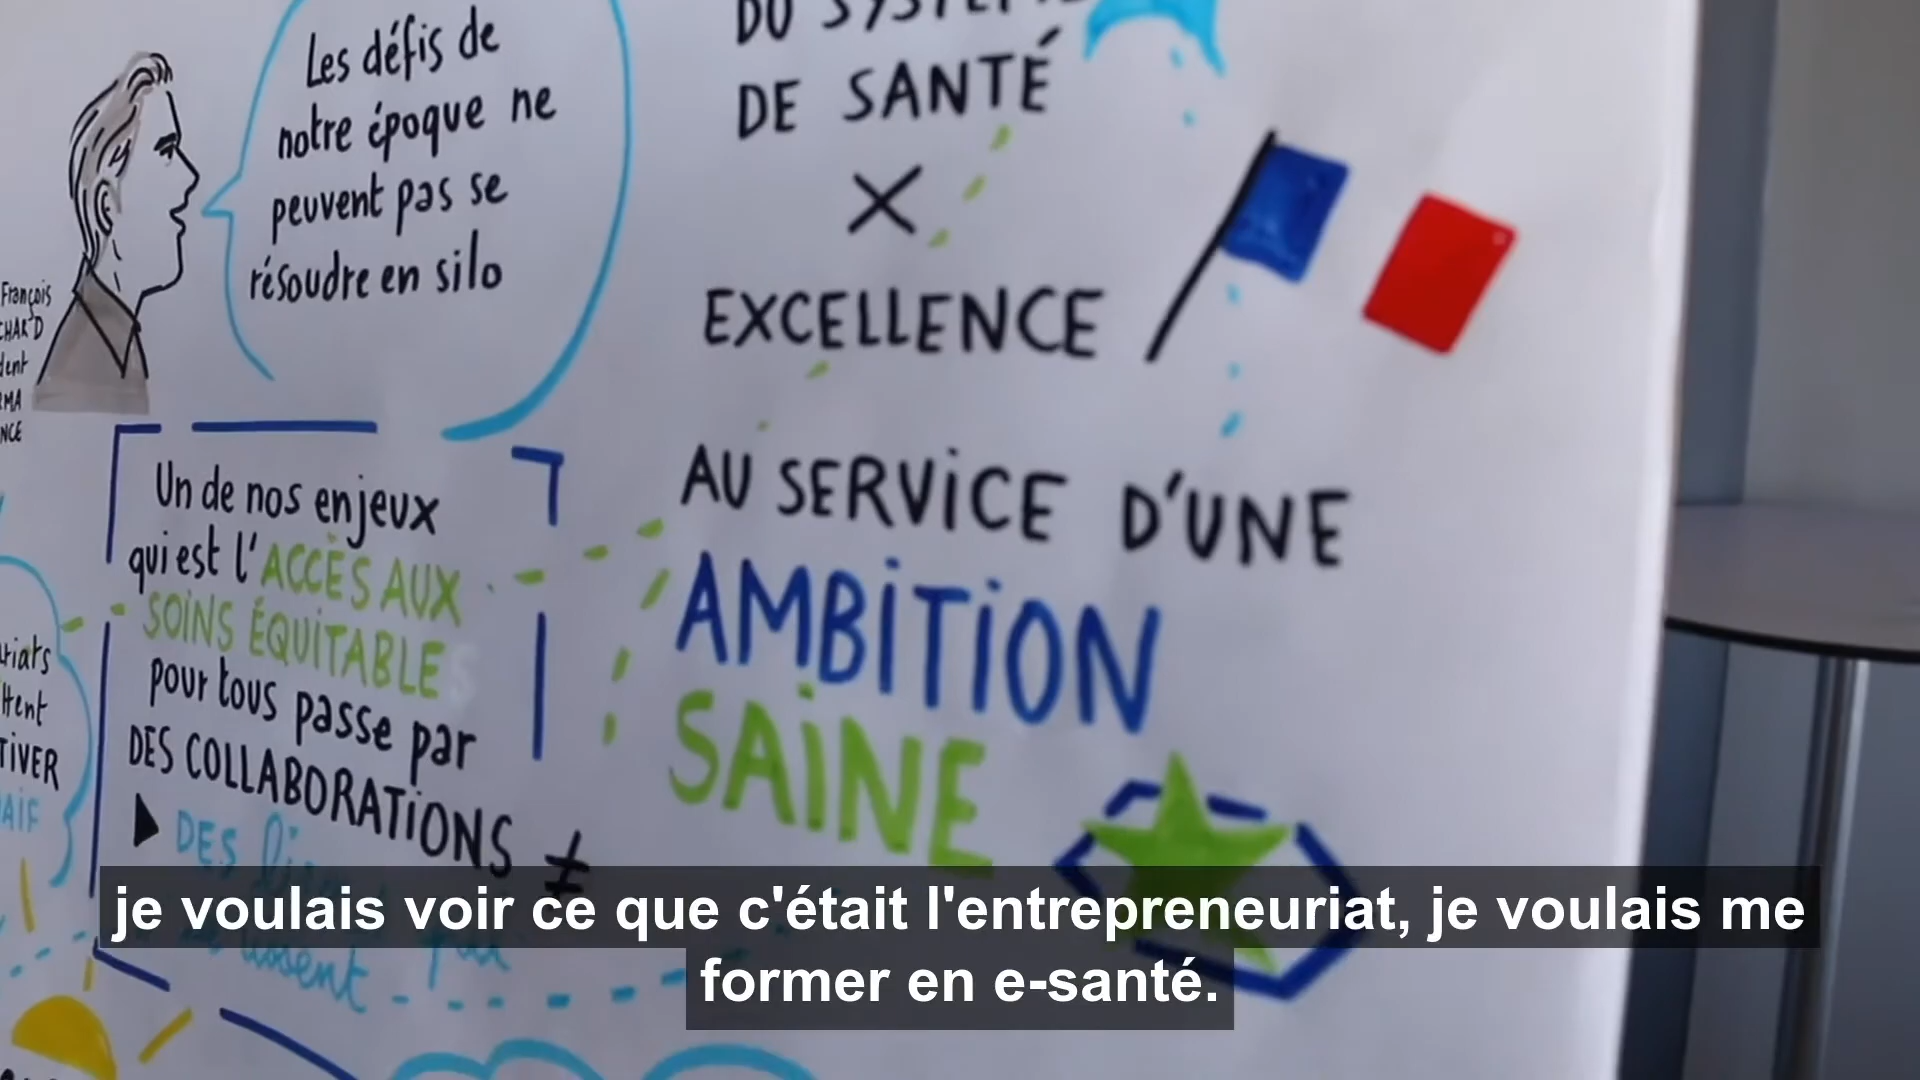 Les défis de
notre époque ne
peuvent pas se
résoudre en silo
François
DE SANTÉ
X
EXCELLENCE
AU SERVICE D'UNE
AMBITION
SAINE
Un de nos enjeux
qui est l'ACCÈS AUX
SOINS ÉQUITABLES
pour tous passe par
DES COLLABORATIONS ≠
DES
je voulais voir ce que c'était l'entrepreneuriat, je voulais me
former en e-santé.